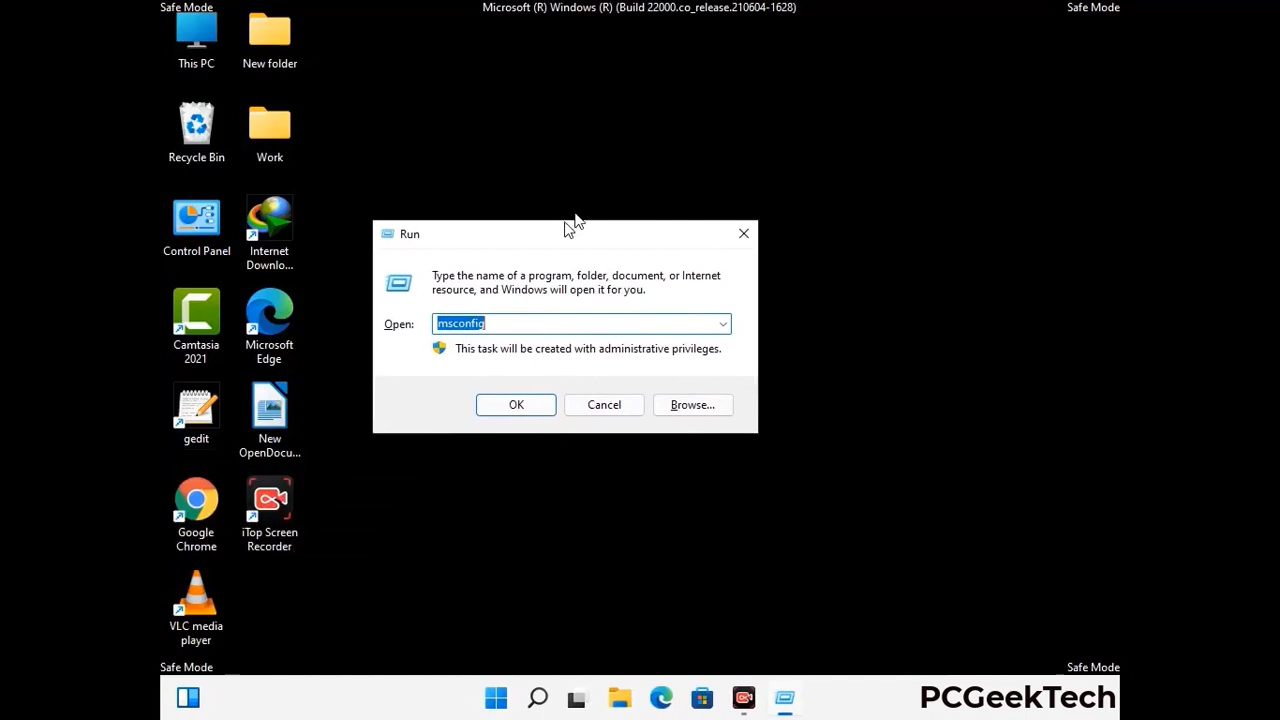 Safe Mode
Microsoft (R) Windows (R) (Build 22000.co_release.210604-1628)
Safe Mode
This PC
New folder
Recycle Bin
Work
Control Panel
Internet
Downlo...
Camtasia
2021
Microsoft
Edge
gedit
New
OpenDocu...
Google
Chrome
iTop Screen
Recorder
VLC media
player
Run
Type the name of a program, folder, document, or Internet
resource, and Windows will open it for you.
Open:
msconfig
This task will be created with administrative privileges.
OK
Cancel
Browse...
Safe Mode
Safe Mode
PCGeekTech